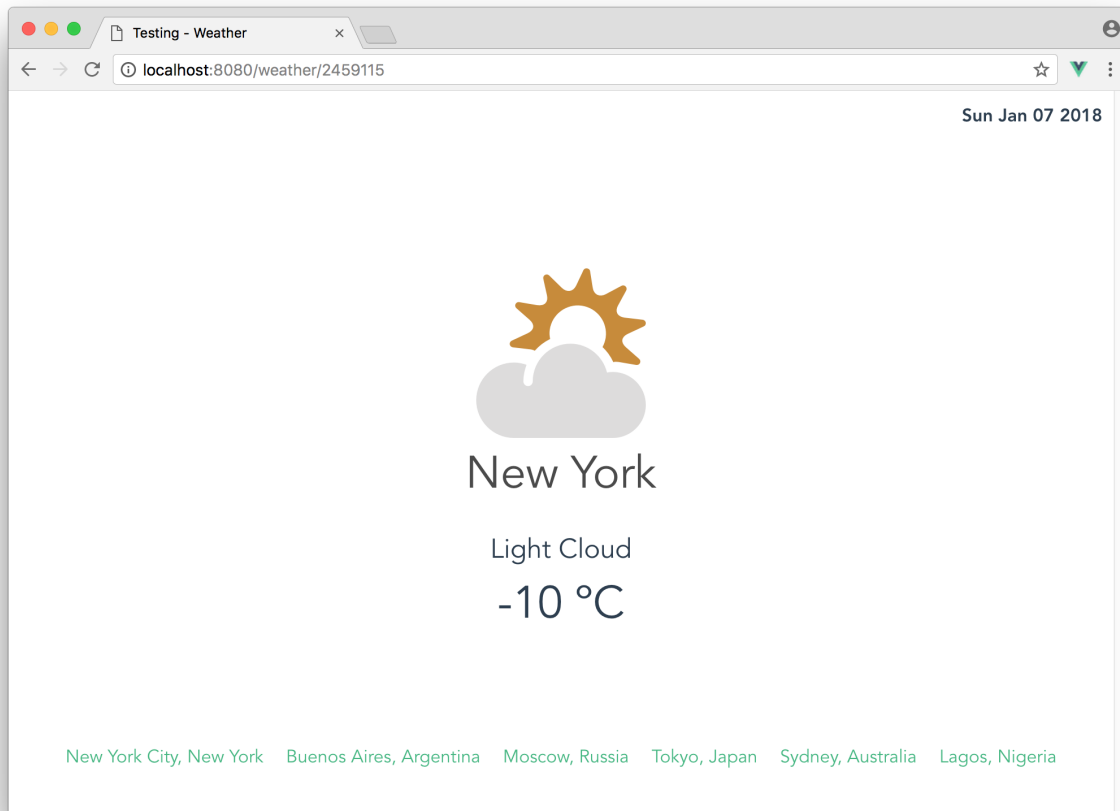 Testing - Weather
localhost:8080/weather/2459115
Sun Jan 07 2018
New York
Light Cloud
-10 °C
New York City, New York Buenos Aires, Argentina Moscow, Russia Tokyo, Japan Sydney, Australia Lagos, Nigeria